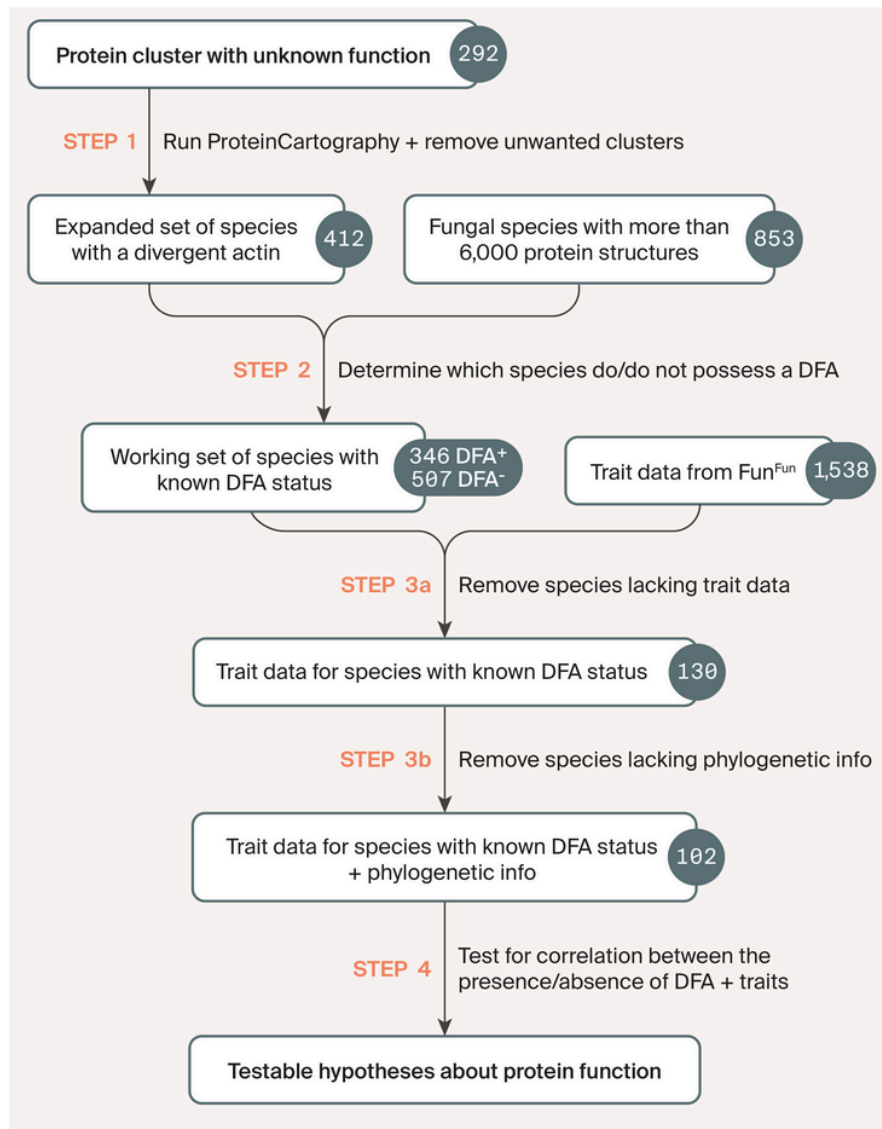 Protein cluster with unknown function
292
STEP 1
Run ProteinCartography + remove unwanted clusters
Expanded set of species
with a divergent actin
412
Fungal species with more than
6,000 protein structures
853
STEP 2
Determine which species do/do not possess a DFA
Working set of species with
known DFA status
346 DFA⁺
507 DFA⁻
Trait data from Funᶠᵘⁿ
1,538
STEP 3a
Remove species lacking trait data
Trait data for species with known DFA status
130
STEP 3b
Remove species lacking phylogenetic info
Trait data for species with known DFA status
+ phylogenetic info
102
STEP 4
Test for correlation between the
presence/absence of DFA + traits
Testable hypotheses about protein function